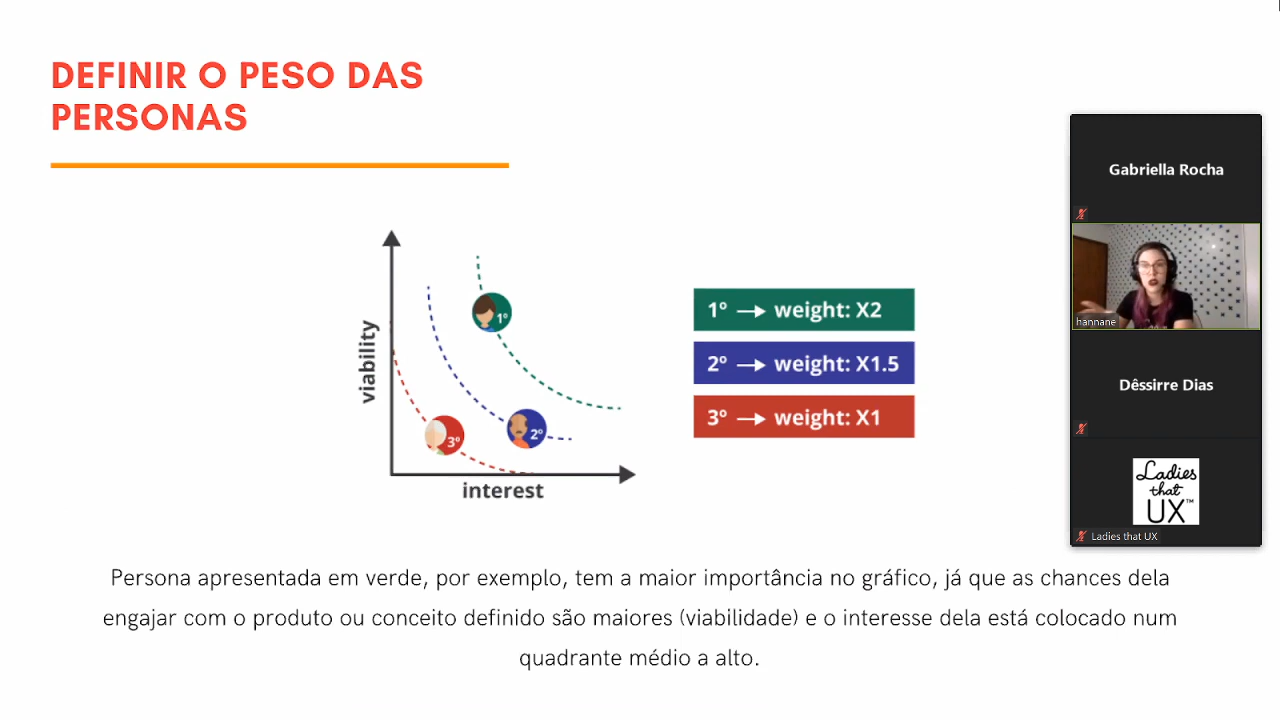 DEFINIR O PESO DAS
PERSONAS
viability
interest
1º
2º
3º
1º → weight: X2
2º → weight: X1.5
3º → weight: X1
Persona apresentada em verde, por exemplo, tem a maior importância no gráfico, já que as chances dela
engajar com o produto ou conceito definido são maiores (viabilidade) e o interesse dela está colocado num
quadrante médio a alto.
Gabriella Rocha
hannane
Dêssirre Dias
Ladies
that
UX™
Ladies that UX